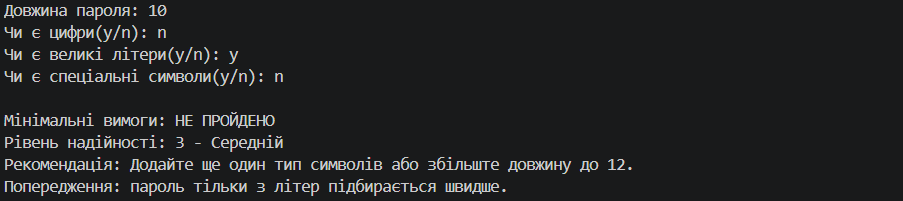 Довжина пароля: 10
Чи є цифри(y/n): n
Чи є великі літери(y/n): y
Чи є спеціальні символи(y/n): n
Мінімальні вимоги: НЕ ПРОЙДЕНО
Рівень надійності: 3 - Середній
Рекомендація: Додайте ще один тип символів або збільште довжину до 12.
Попередження: пароль тільки з літер підбирається швидше.